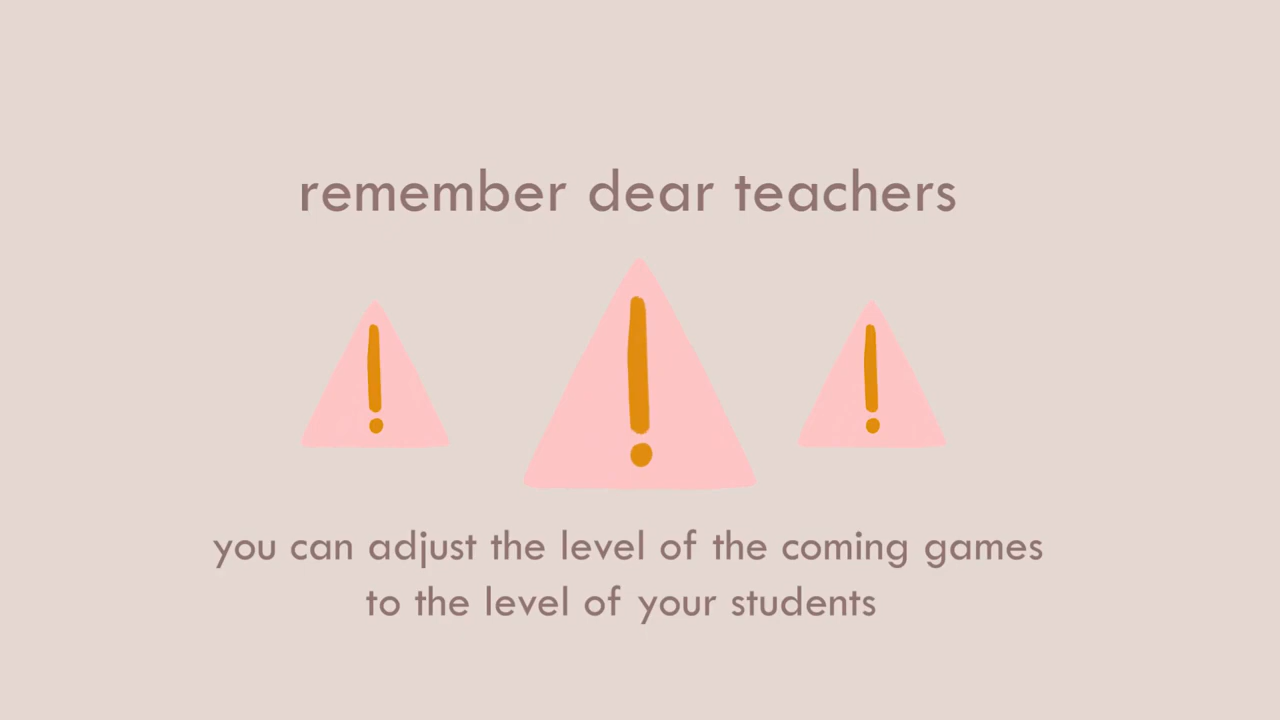 remember dear teachers
! ! !
you can adjust the level of the coming games
to the level of your students